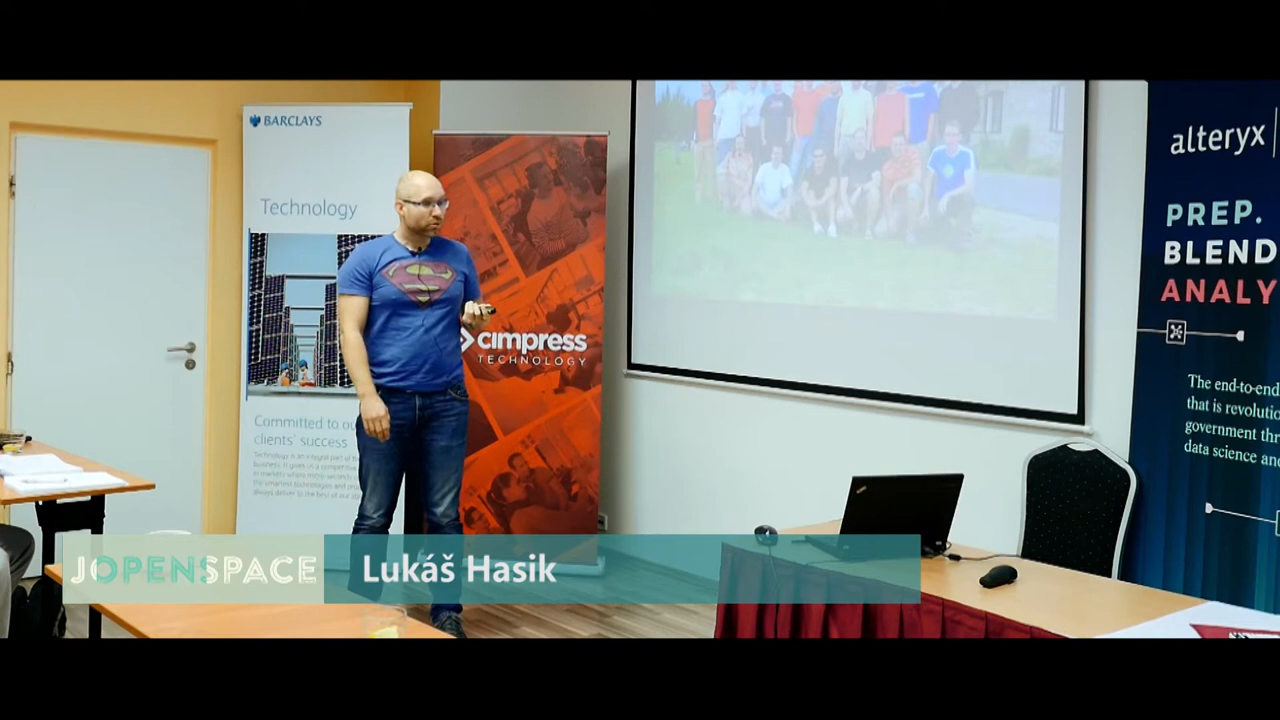 BARCLAYS
Technology
Committed to ou
clients' success
cimpress
TECHNOLOGY
alteryx
PREP.
BLEND
ANALY
The end-to-end
that is revolutio
government thr
data science and
JOPENSPACE
Lukáš Hasik